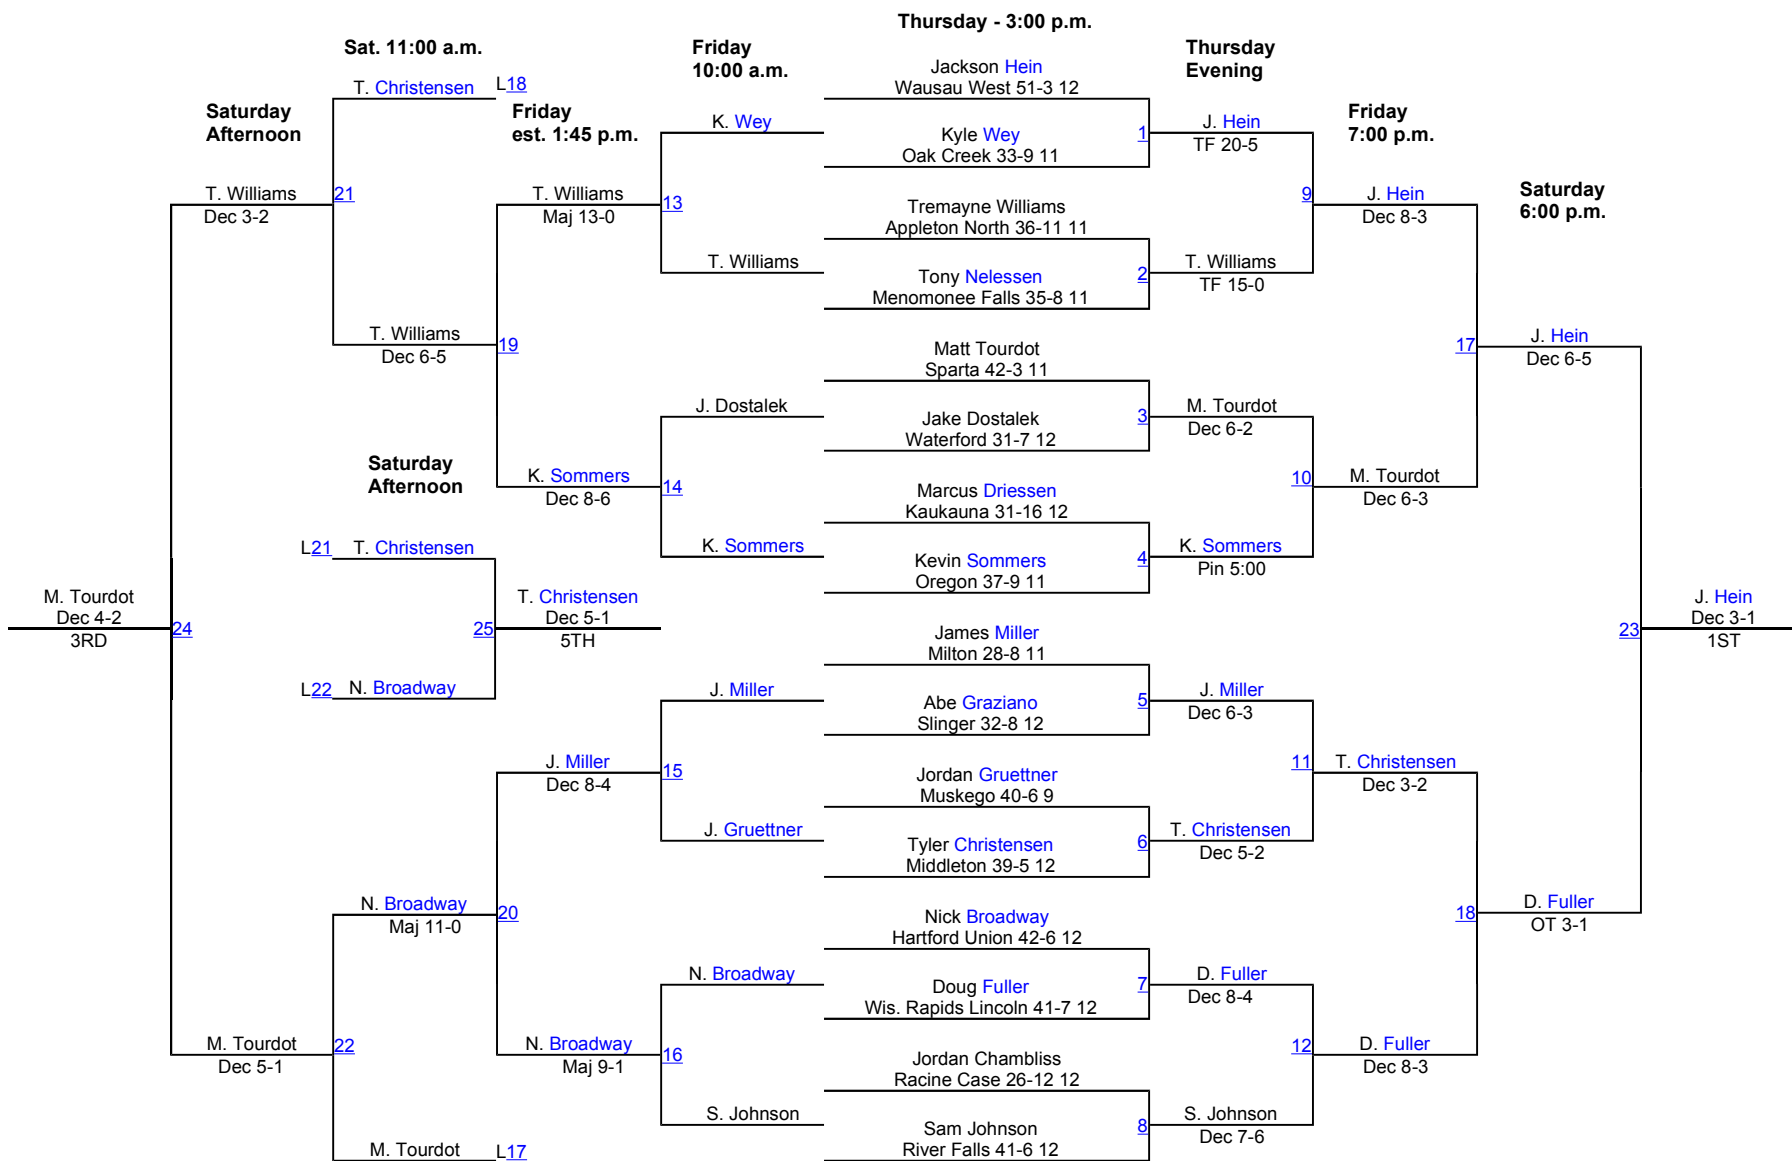 Thursday - 3:00 p.m.
Sat. 11:00 a.m.
Friday
10:00 a.m.
Thursday
Evening
Jackson Hein
Wausau West 51-3 12
T. Christensen
L18
Saturday
Afternoon
Friday
est. 1:45 p.m.
Friday
7:00 p.m.
K. Wey
Kyle Wey
Oak Creek 33-9 11
1
J. Hein
TF 20-5
T. Williams
Dec 3-2
21
T. Williams
Maj 13-0
13
Tremayne Williams
Appleton North 36-11 11
9
J. Hein
Dec 8-3
Saturday
6:00 p.m.
T. Williams
Tony Nelessen
Menomonee Falls 35-8 11
2
T. Williams
TF 15-0
T. Williams
Dec 6-5
19
Matt Tourdot
Sparta 42-3 11
17
J. Hein
Dec 6-5
J. Dostalek
Jake Dostalek
Waterford 31-7 12
3
M. Tourdot
Dec 6-2
Saturday
Afternoon
K. Sommers
Dec 8-6
14
Marcus Driessen
Kaukauna 31-16 12
10
M. Tourdot
Dec 6-3
L21
T. Christensen
K. Sommers
Kevin Sommers
Oregon 37-9 11
4
K. Sommers
Pin 5:00
M. Tourdot
Dec 4-2
3RD
24
25
T. Christensen
Dec 5-1
5TH
James Miller
Milton 28-8 11
23
J. Hein
Dec 3-1
1ST
L22
N. Broadway
J. Miller
Abe Graziano
Slinger 32-8 12
5
J. Miller
Dec 6-3
J. Miller
Dec 8-4
15
Jordan Gruettner
Muskego 40-6 9
11
T. Christensen
Dec 3-2
J. Gruettner
Tyler Christensen
Middleton 39-5 12
6
T. Christensen
Dec 5-2
N. Broadway
Maj 11-0
20
Nick Broadway
Hartford Union 42-6 12
18
D. Fuller
OT 3-1
N. Broadway
Doug Fuller
Wis. Rapids Lincoln 41-7 12
7
D. Fuller
Dec 8-4
M. Tourdot
Dec 5-1
22
N. Broadway
Maj 9-1
16
Jordan Chambliss
Racine Case 26-12 12
12
D. Fuller
Dec 8-3
S. Johnson
Sam Johnson
River Falls 41-6 12
8
S. Johnson
Dec 7-6
M. Tourdot
L17